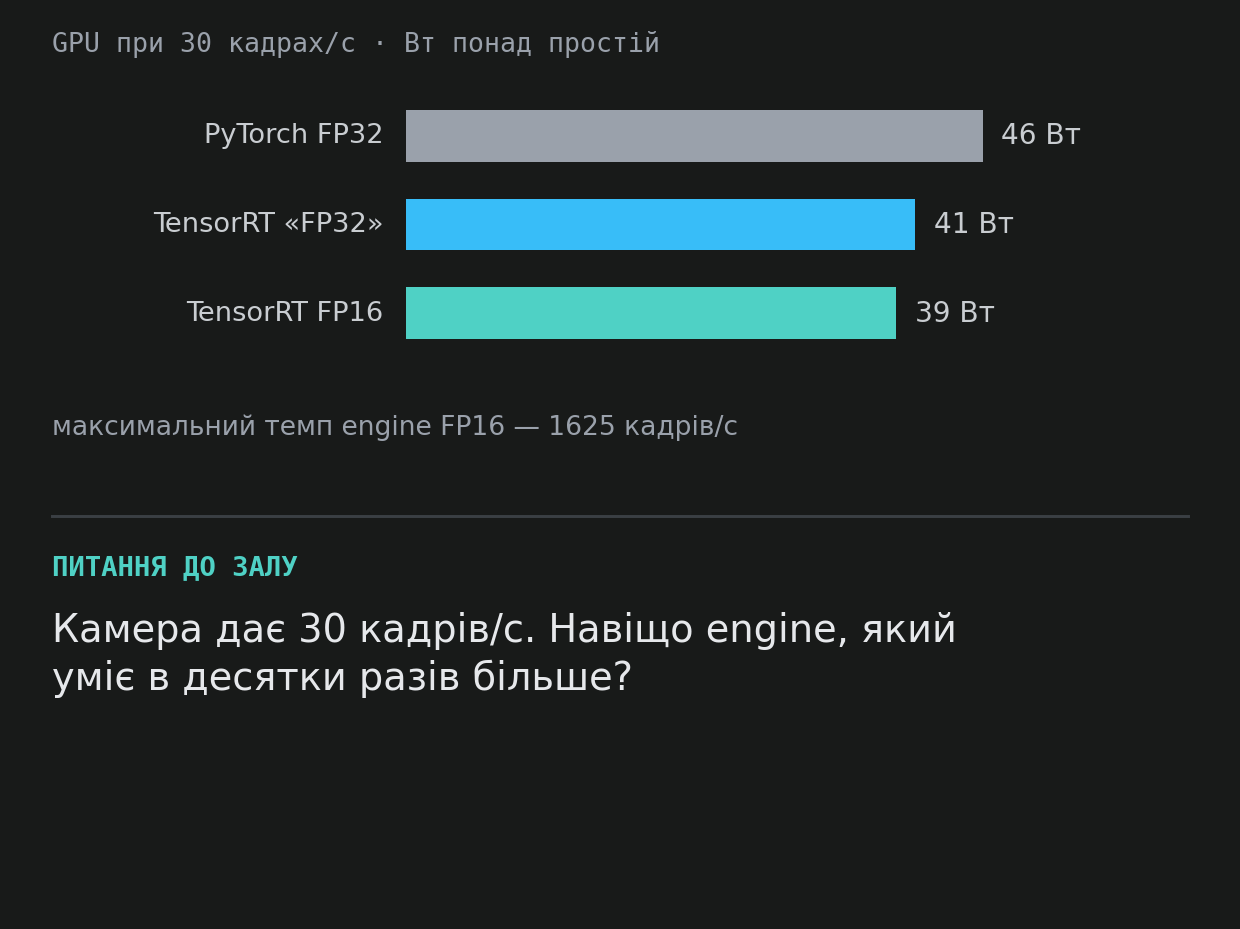 GPU при 30 кадрах/с · Вт понад простій
PyTorch FP32 46 Вт
TensorRT «FP32» 41 Вт
TensorRT FP16 39 Вт
максимальний темп engine FP16 — 1625 кадрів/с
ПИТАННЯ ДО ЗАЛУ
Камера дає 30 кадрів/с. Навіщо engine, який
уміє в десятки разів більше?